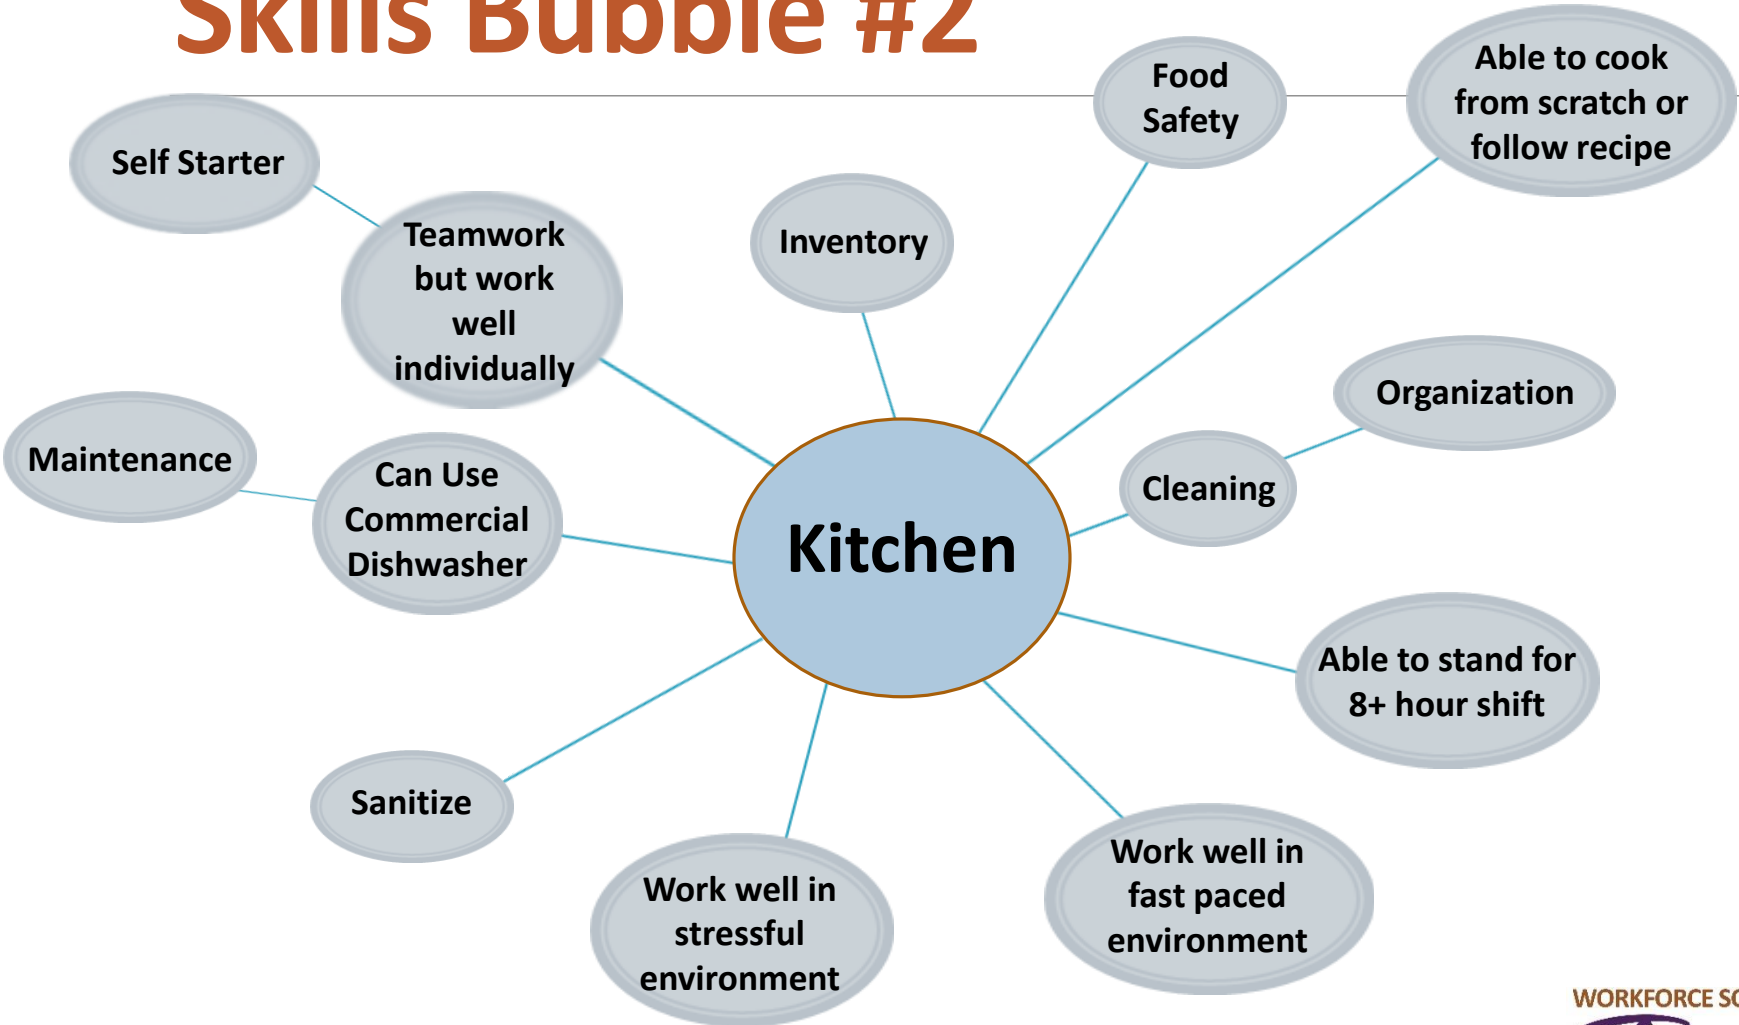 Skills Bubble #2
Food
Safety
Able to cook
from scratch or
follow recipe
Self Starter
Teamwork
but work
well
individually
Inventory
Organization
Maintenance
Can Use
Commercial
Dishwasher
Cleaning
Kitchen
Able to stand for
8+ hour shift
Sanitize
Work well in
stressful
environment
Work well in
fast paced
environment
WORKFORCE